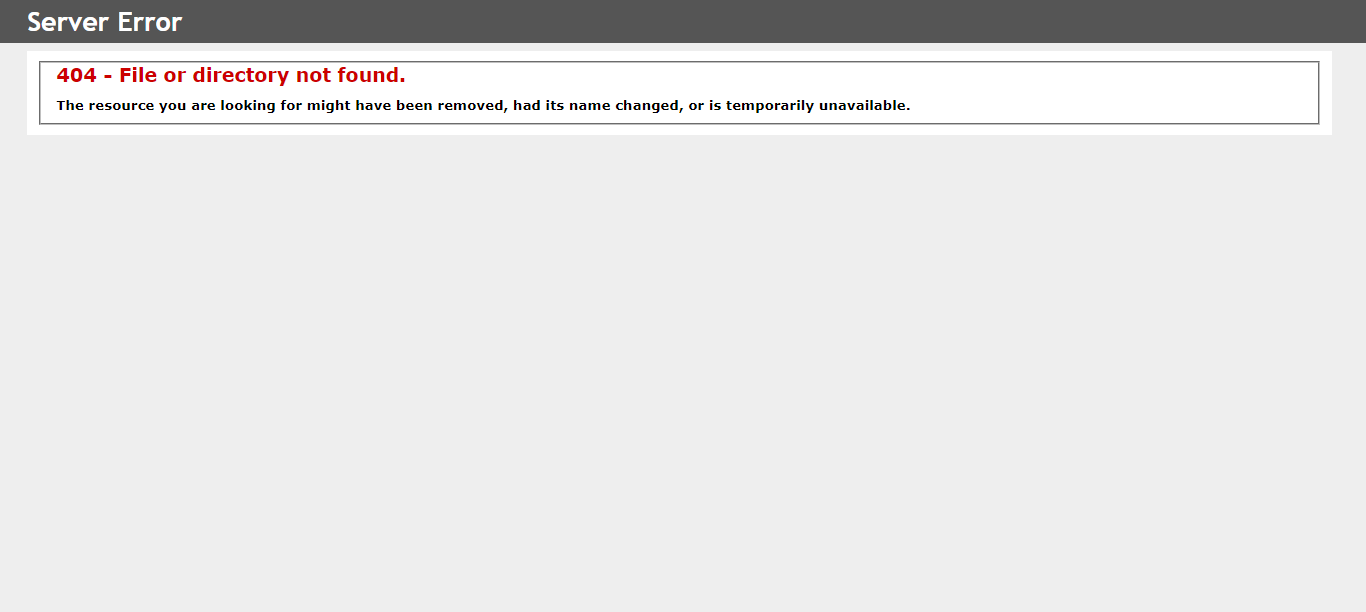 Server Error
404 - File or directory not found.
The resource you are looking for might have been removed, had its name changed, or is temporarily unavailable.